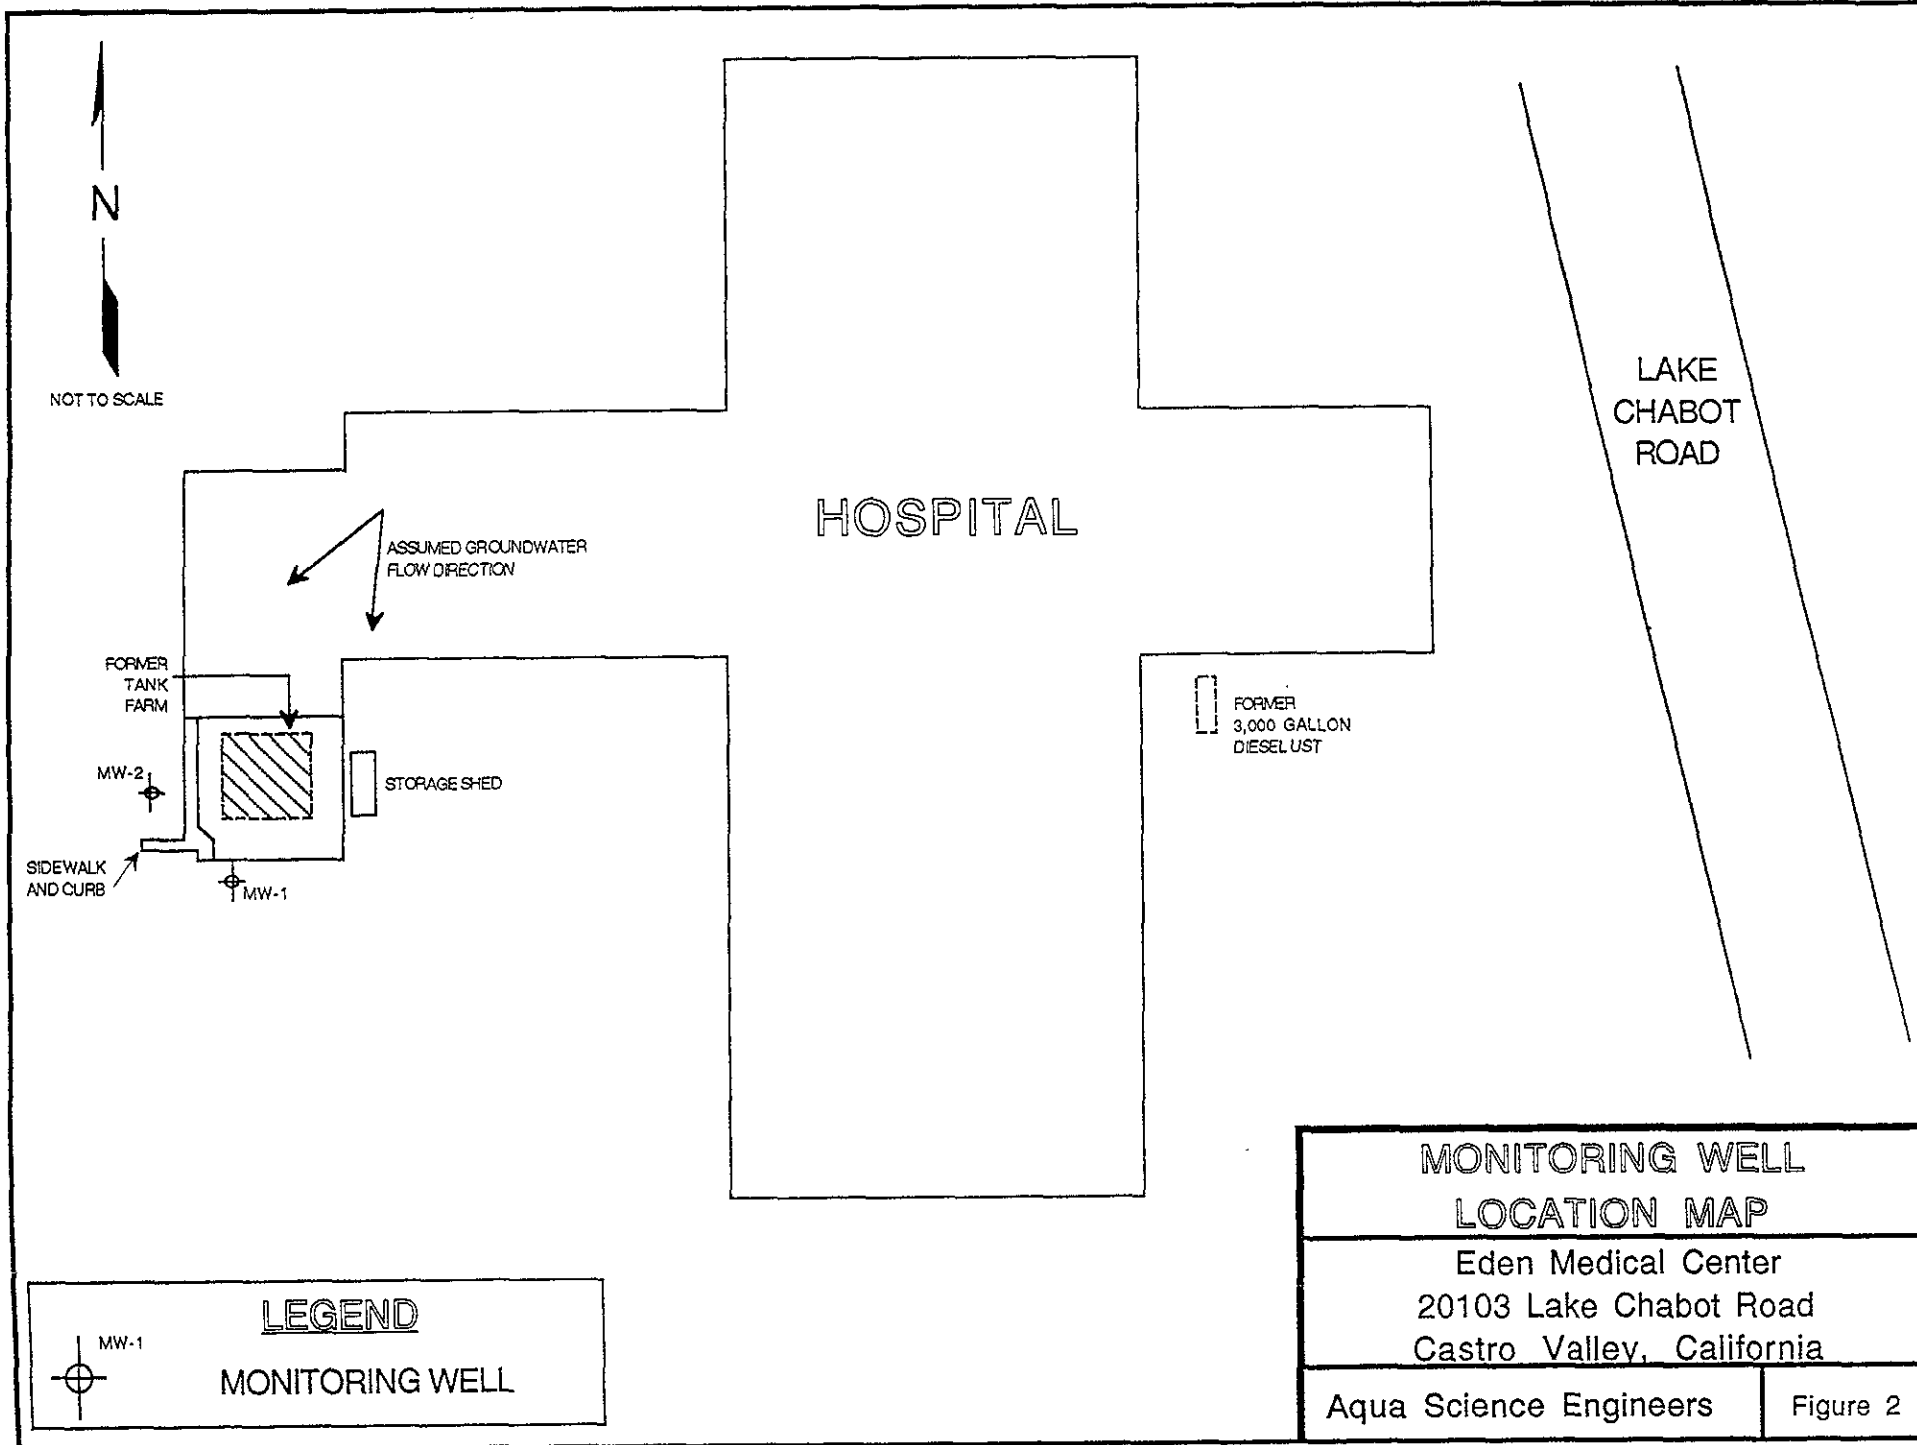 N
NOT TO SCALE
LAKE
CHABOT
ROAD
HOSPITAL
ASSUMED GROUNDWATER
FLOW DIRECTION
FORMER
TANK
FARM
FORMER
3,000 GALLON
DIESEL UST
MW-2
STORAGE SHED
SIDEWALK
AND CURB
MW-1
LEGEND
MW-1
MONITORING WELL
MONITORING WELL
LOCATION MAP
Eden Medical Center
20103 Lake Chabot Road
Castro Valley, California
Aqua Science Engineers
Figure 2